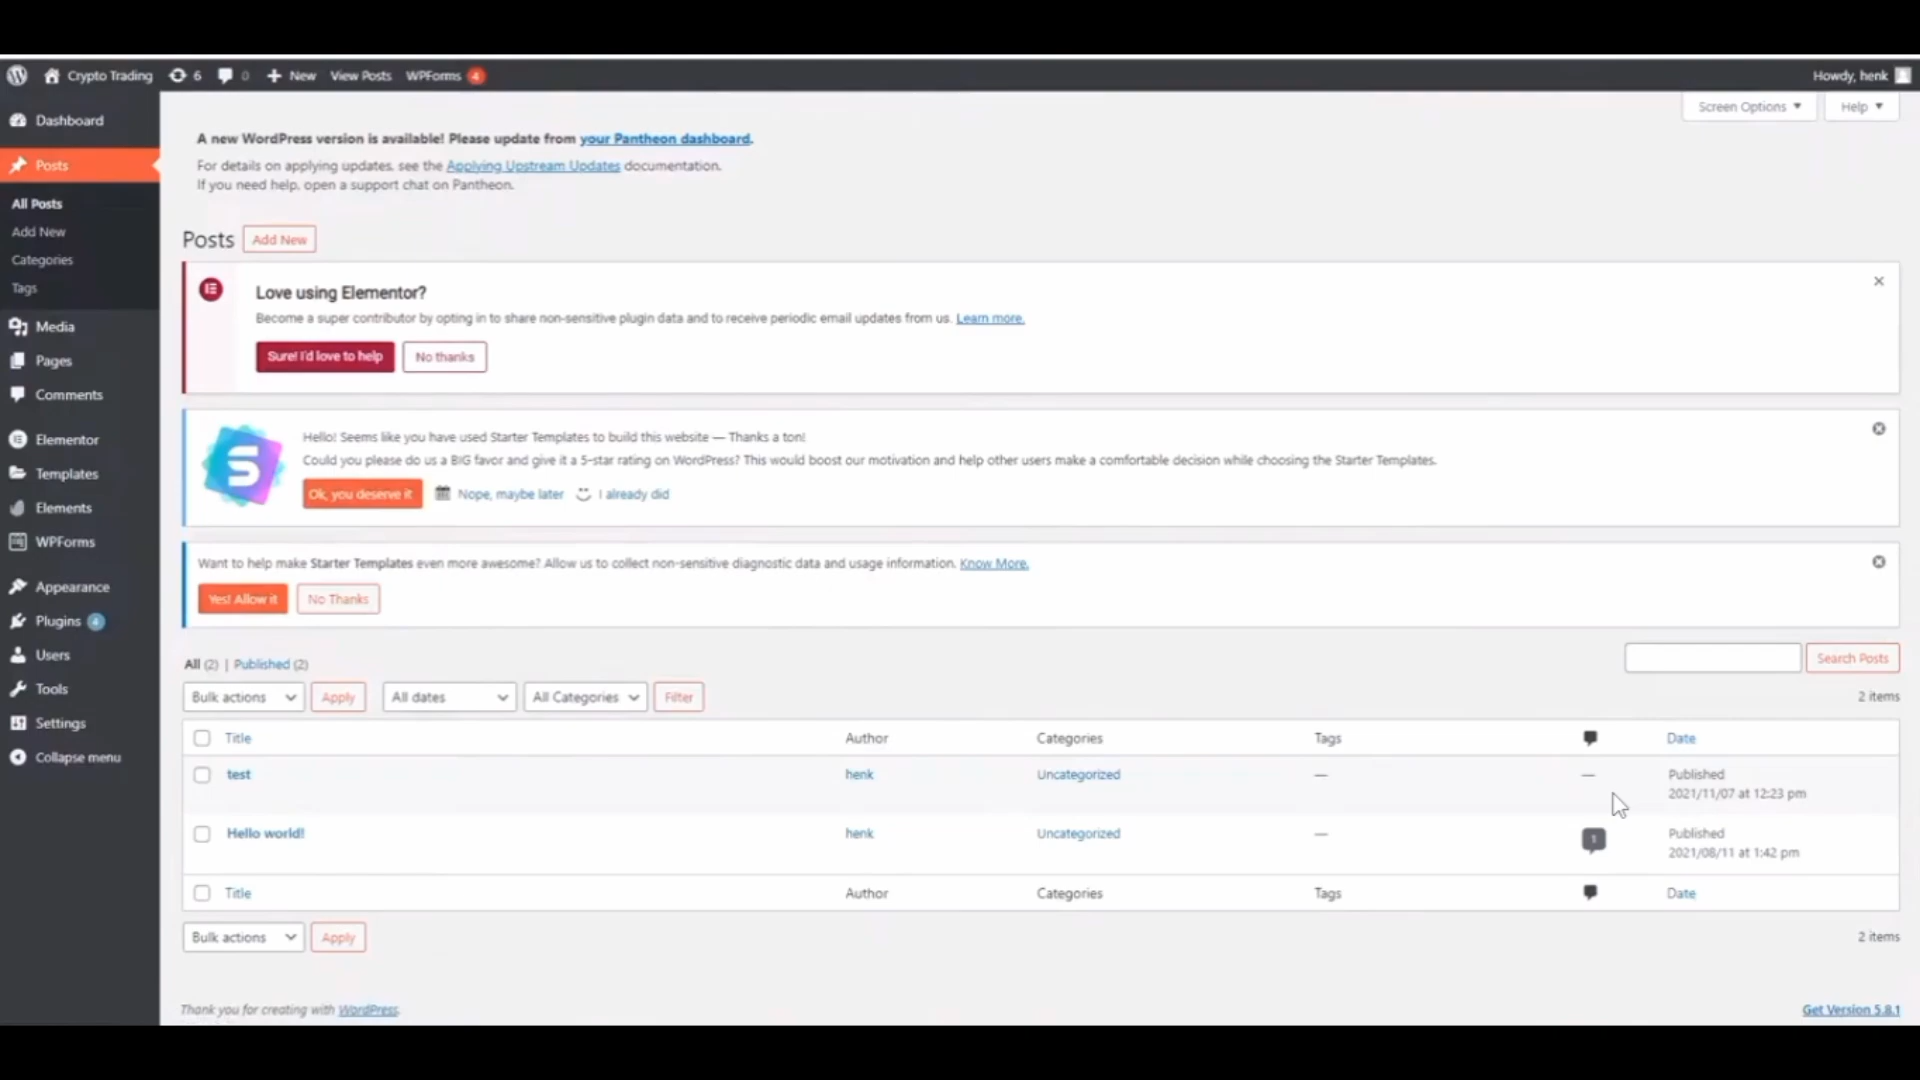 Crypto Trading 6 0 New View Posts WPForms 4 Howdy, henk
Screen Options Help
Dashboard
Posts
All Posts
Add New
Categories
Tags
Media
Pages
Comments
Elementor
Templates
Elements
WPForms
Appearance
Plugins 4
Users
Tools
Settings
Collapse menu
A new WordPress version is available! Please update from your Pantheon dashboard.
For details on applying updates, see the Applying Upstream Updates documentation.
If you need help, open a support chat on Pantheon.
Posts Add New
Love using Elementor?
Become a super contributor by opting in to share non-sensitive plugin data and to receive periodic email updates from us. Learn more.
Sure! I'd love to help No thanks
Hello! Seems like you have used Starter Templates to build this website — Thanks a ton!
Could you please do us a BIG favor and give it a 5-star rating on WordPress? This would boost our motivation and help other users make a comfortable decision while choosing the Starter Templates.
Ok, you deserve it Nope, maybe later I already did
Want to help make Starter Templates even more awesome? Allow us to collect non-sensitive diagnostic data and usage information. Know More.
Yes! Allow it No Thanks
All (2) | Published (2) Search Posts
Bulk actions Apply All dates All Categories Filter 2 items
Title Author Categories Tags Date
test henk Uncategorized — — Published
2021/11/07 at 12:23 pm
Hello world! henk Uncategorized — 1 Published
2021/08/11 at 1:42 pm
Title Author Categories Tags Date
Bulk actions Apply 2 items
Thank you for creating with WordPress. Get Version 5.8.1